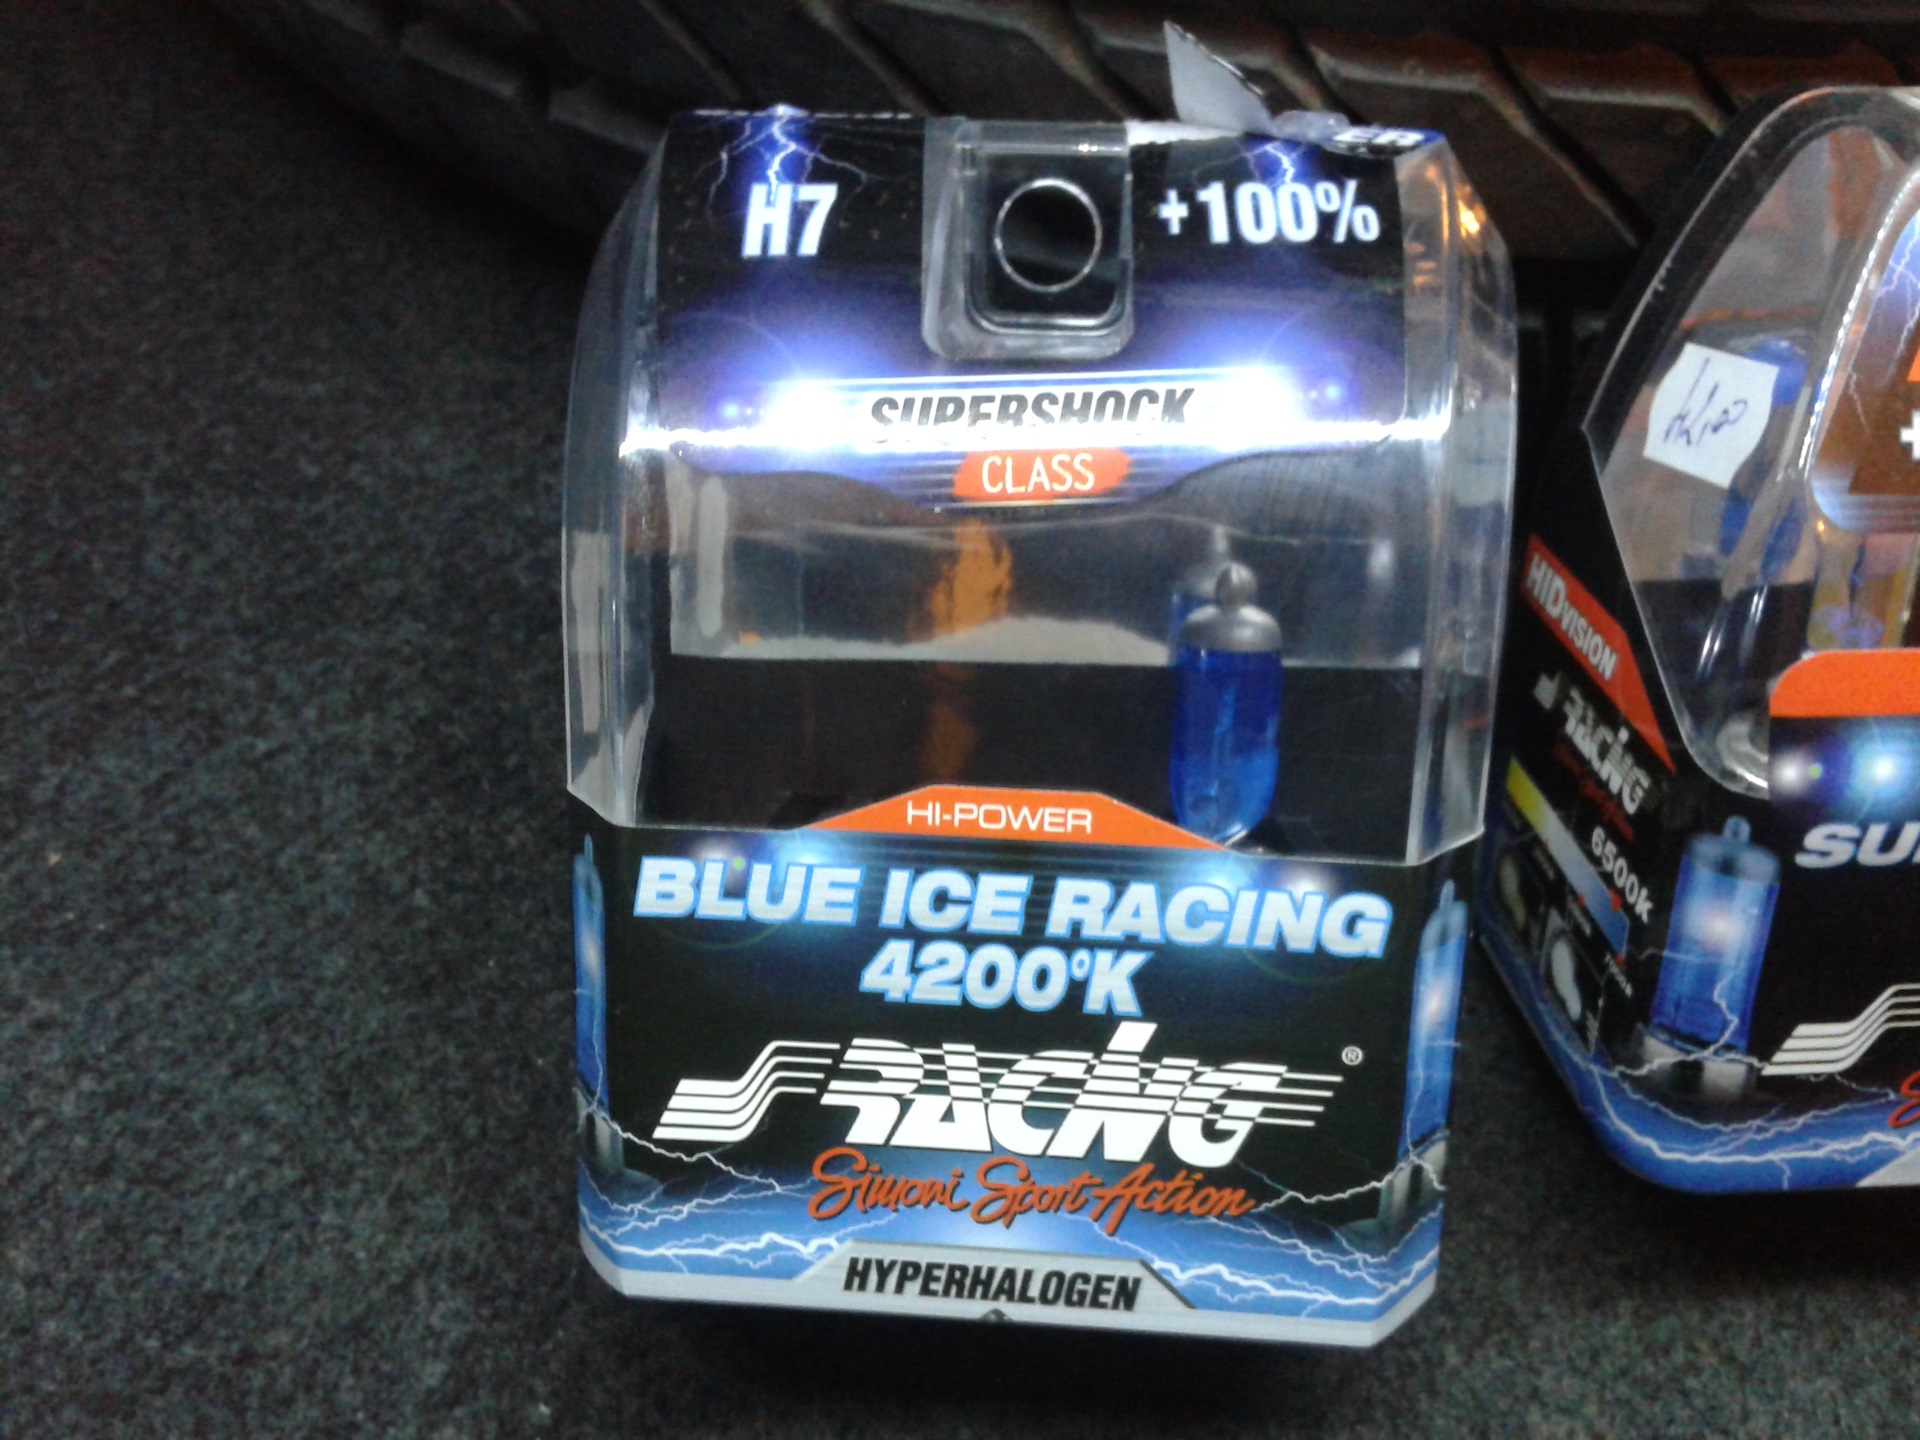 H7
+100%
SUPERSHOCK
CLASS
HI-POWER
BLUE ICE RACING
4200°K
RACING ®
Simoni Sport Action
HYPERHALOGEN
HIDVISION
RACING
6500k
SU
+